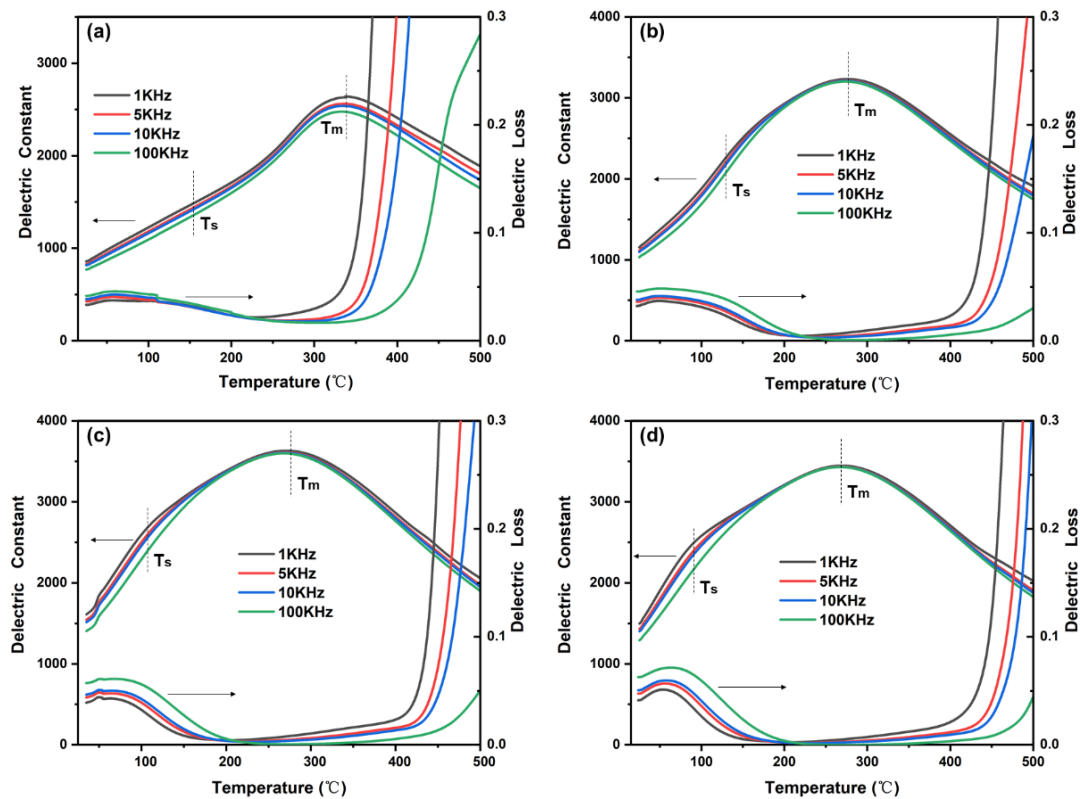 (a)
3000
2000
1000
0
Delectric Constant
1KHz
5KHz
10KHz
100KHz
Ts
Tm
0.3
0.2
0.1
0.0
Delectirc Loss
100 200 300 400 500
Temperature (℃)
(b)
4000
3000
2000
1000
0
Delectric Constant
Ts
Tm
1KHz
5KHz
10KHz
100KHz
0.3
0.2
0.1
0.0
Delectric Loss
100 200 300 400 500
Temperature (℃)
(c)
4000
3000
2000
1000
0
Delectric Constant
Ts
Tm
1KHz
5KHz
10KHz
100KHz
0.3
0.2
0.1
0.0
Delectric Loss
100 200 300 400 500
Temperature (℃)
(d)
4000
3000
2000
1000
0
Delectric Constant
Ts
Tm
1KHz
5KHz
10KHz
100KHz
0.3
0.2
0.1
0.0
Delectric Loss
100 200 300 400 500
Temperature (℃)